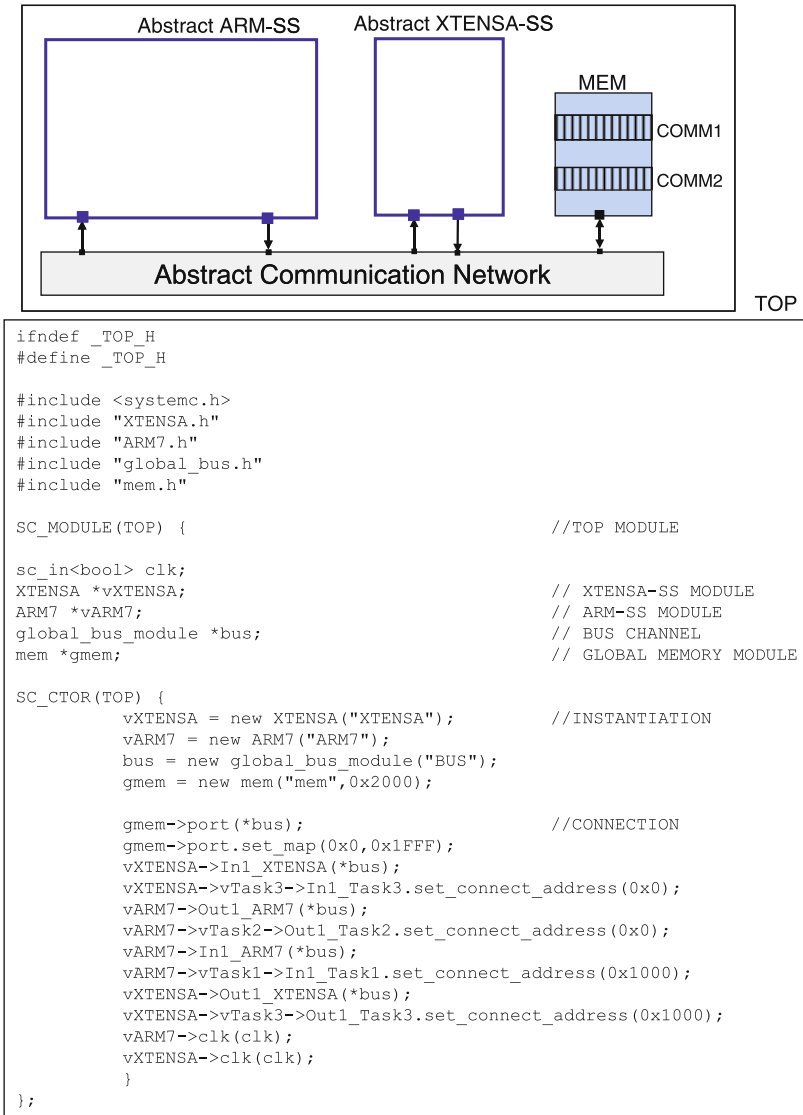 Abstract ARM-SS
Abstract XTENSA-SS
MEM
COMM1
COMM2
Abstract Communication Network
TOP
ifndef _TOP_H
#define _TOP_H
#include <systemc.h>
#include "XTENSA.h"
#include "ARM7.h"
#include "global_bus.h"
#include "mem.h"
SC_MODULE(TOP) { //TOP MODULE
sc_in<bool> clk;
XTENSA *vXTENSA; // XTENSA-SS MODULE
ARM7 *vARM7; // ARM-SS MODULE
global_bus_module *bus; // BUS CHANNEL
mem *gmem; // GLOBAL MEMORY MODULE
SC_CTOR(TOP) {
vXTENSA = new XTENSA("XTENSA"); //INSTANTIATION
vARM7 = new ARM7("ARM7");
bus = new global_bus_module("BUS");
gmem = new mem("mem",0x2000);
gmem->port(*bus); //CONNECTION
gmem->port.set_map(0x0,0x1FFF);
vXTENSA->In1_XTENSA(*bus);
vXTENSA->vTask3->In1_Task3.set_connect_address(0x0);
vARM7->Out1_ARM7(*bus);
vARM7->vTask2->Out1_Task2.set_connect_address(0x0);
vARM7->In1_ARM7(*bus);
vARM7->vTask1->In1_Task1.set_connect_address(0x1000);
vXTENSA->Out1_XTENSA(*bus);
vXTENSA->vTask3->Out1_Task3.set_connect_address(0x1000);
vARM7->clk(clk);
vXTENSA->clk(clk);
}
};